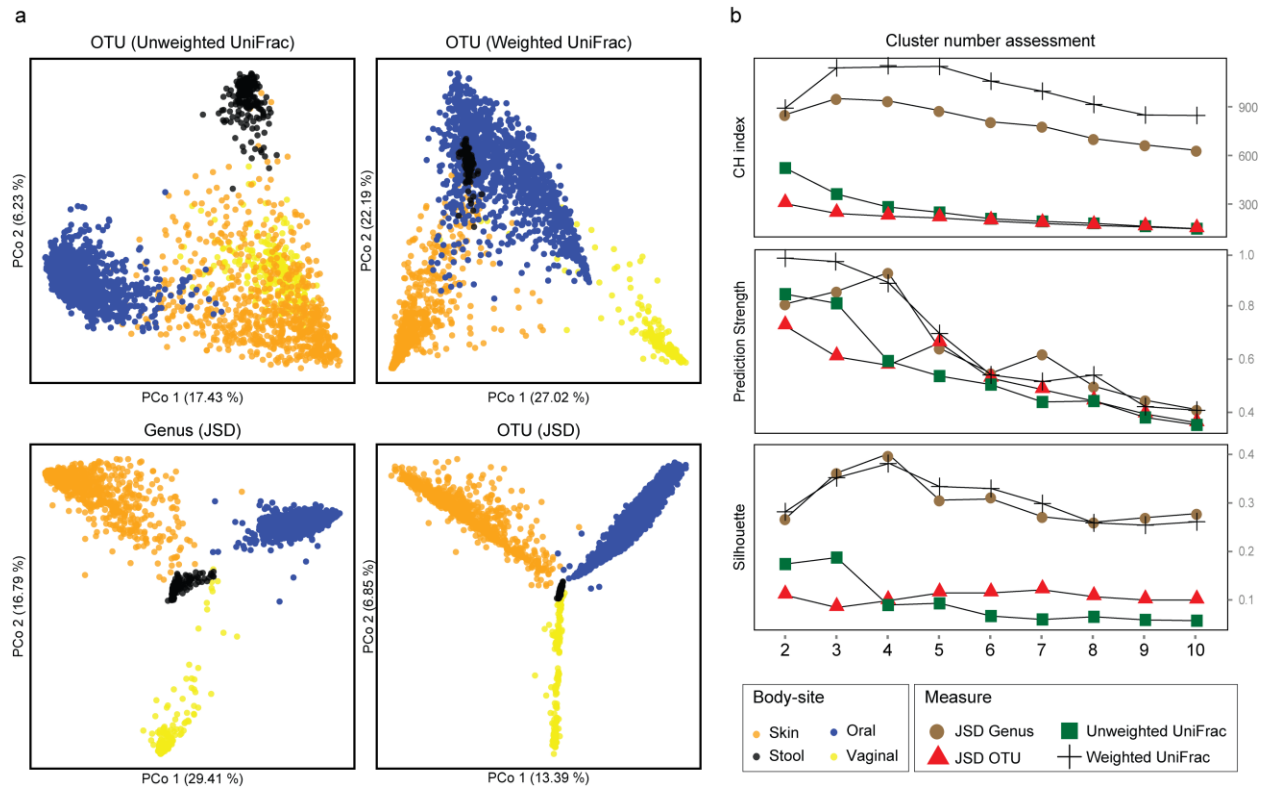 a
OTU (Unweighted UniFrac)
OTU (Weighted UniFrac)
PCo 2 (6.23 %)
PCo 1 (17.43 %)
PCo 2 (22.19 %)
PCo 1 (27.02 %)
Genus (JSD)
OTU (JSD)
PCo 2 (16.79 %)
PCo 1 (29.41 %)
PCo 2 (6.85 %)
PCo 1 (13.39 %)
b
Cluster number assessment
CH index
900
600
300
Prediction Strength
1.0
0.8
0.6
0.4
Silhouette
0.4
0.3
0.2
0.1
2 3 4 5 6 7 8 9 10
Body-site
Skin Oral
Stool Vaginal
Measure
JSD Genus Unweighted UniFrac
JSD OTU Weighted UniFrac